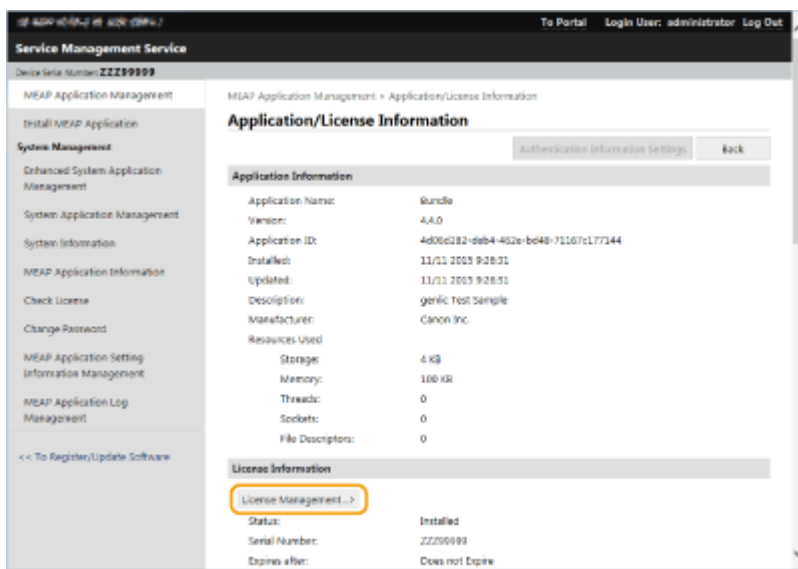 To Portal Login User: administrator Log Out
Service Management Service
Device Serial Number: ZZZ99999
MEAP Application Management
Install MEAP Application
System Management
Enhanced System Application
Management
System Application Management
System Information
MEAP Application Information
Check License
Change Password
MEAP Application Setting
Information Management
MEAP Application Log
Management
<< To Register/Update Software
MEAP Application Management > Application/License Information
Application/License Information
Authentication Information Settings
Back
Application Information
Application Name: Bundle
Version: 4.4.0
Application ID:
Installed: 11/11 2015 9:28:31
Updated: 11/11 2015 9:28:31
Description: genlic Test Sample
Manufacturer: Canon Inc.
Resources Used
Storage: 4 KB
Memory: 100 KB
Threads: 0
Sockets: 0
File Descriptors: 0
License Information
License Management...>
Status: Installed
Serial Number: ZZZ99999
Expires after: Does not Expire